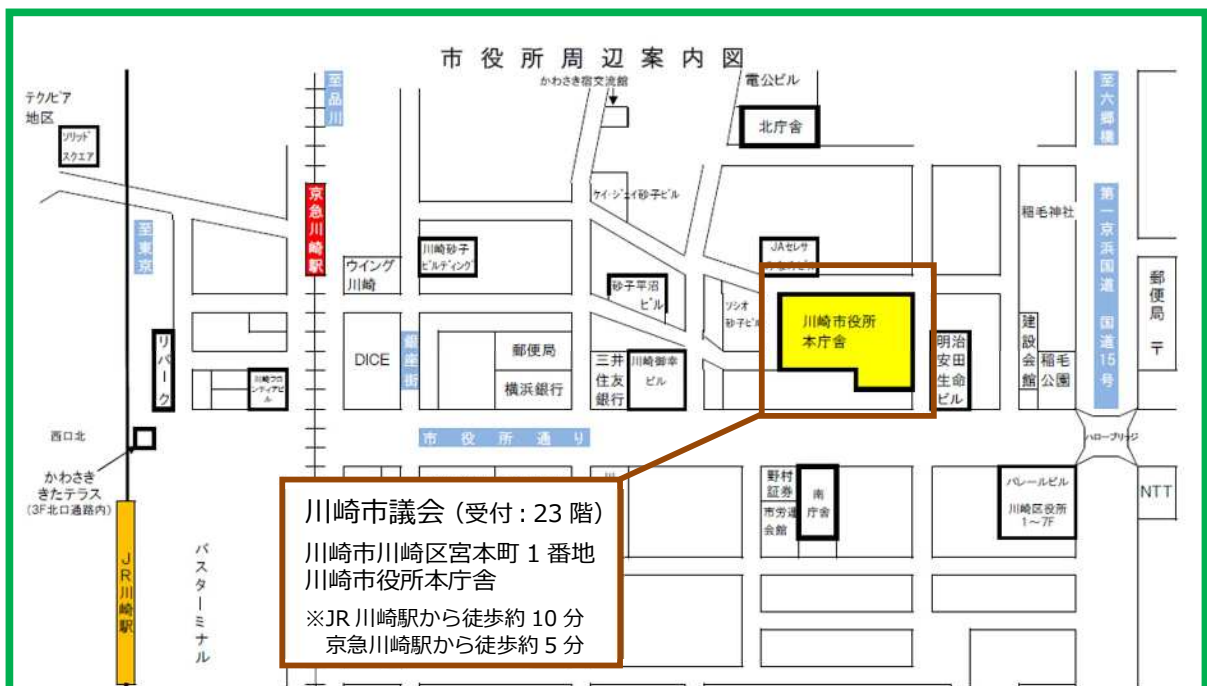 市役所周辺案内図
かわさき宿交流館
電公ビル
至品川
至六郷橋
テクノピア
地区
ソリッド
スクエア
北庁舎
京急川崎駅
ケイ・ジェイ砂子ビル
第一京浜国道 国道15号
稲毛神社
至東京
川崎砂子
ビルディング
JAセレサ
ウイング
川崎
砂子平沼
ビル
ソシオ
砂子ビル
川崎市役所
本庁舎
郵便局 〒
リパーク
DICE
銀座街
郵便局
横浜銀行
三井
住友
銀行
川崎御幸
ビル
明治
安田
生命
ビル
建設会館
稲毛
公園
川崎フロ
ンティアビ
ル
西口北
市役所通り
ハローブリッジ
かわさき
きたテラス
(3F北口通路内)
野村
証券
市労連
会館
南
庁舎
パレールビル
川崎区役所
1～7F
NTT
JR川崎駅
バスターミナル
川崎市議会（受付：23 階）
川崎市川崎区宮本町 1 番地
川崎市役所本庁舎
※JR 川崎駅から徒歩約 10 分
京急川崎駅から徒歩約 5 分